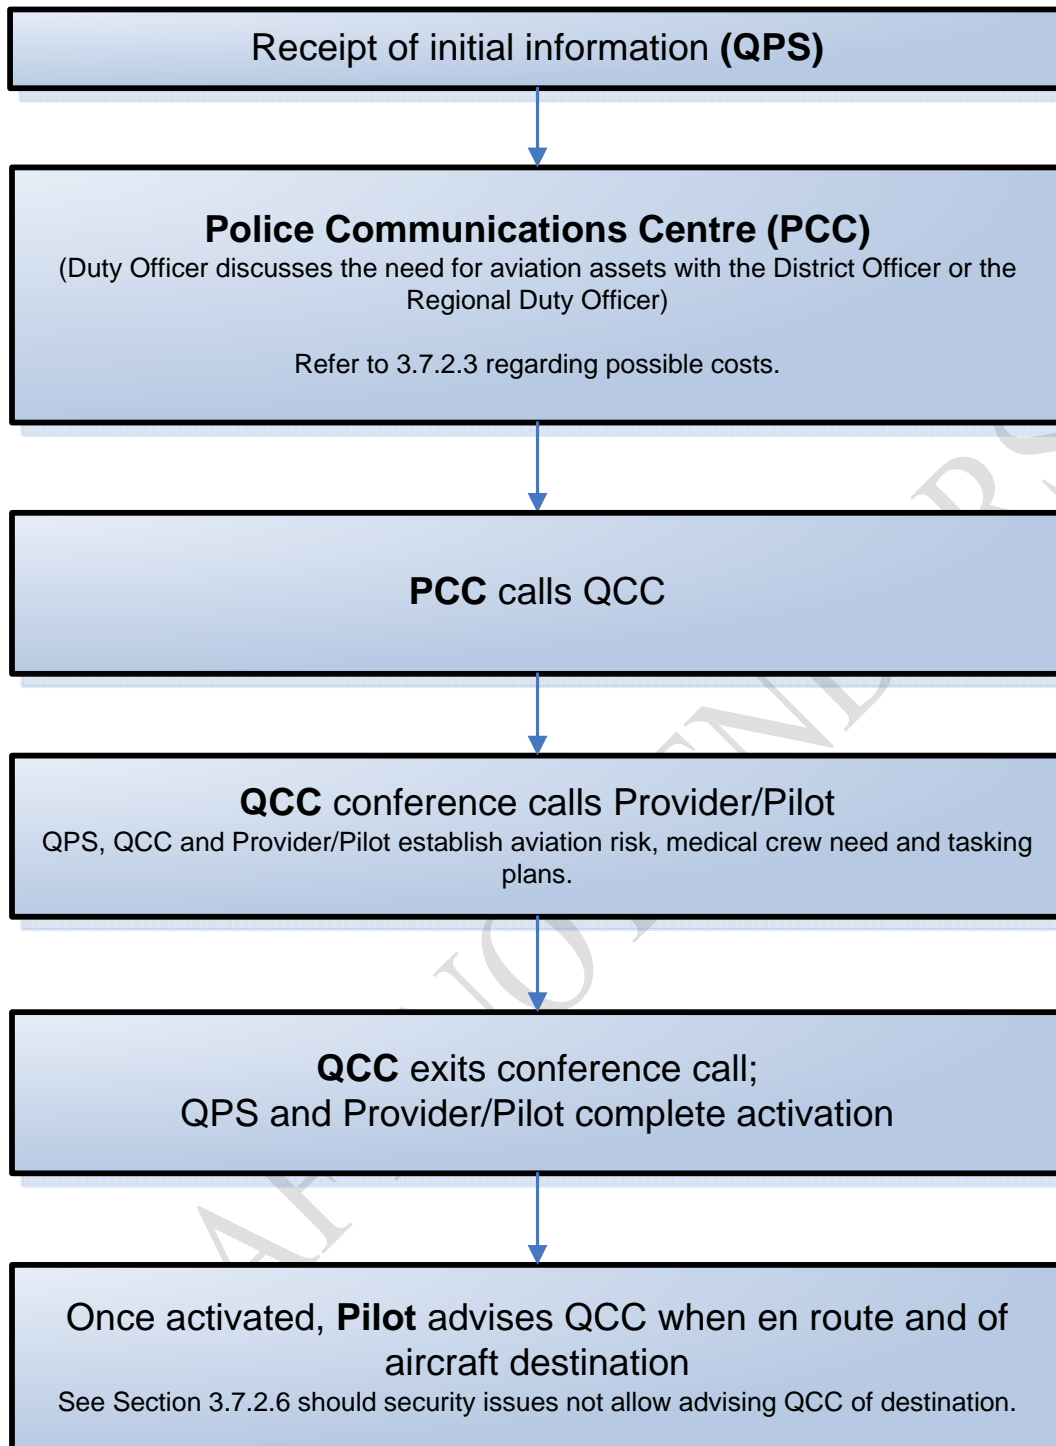 Receipt of initial information (QPS)
Police Communications Centre (PCC)
(Duty Officer discusses the need for aviation assets with the District Officer or the
Regional Duty Officer)
Refer to 3.7.2.3 regarding possible costs.
PCC calls QCC
QCC conference calls Provider/Pilot
QPS, QCC and Provider/Pilot establish aviation risk, medical crew need and tasking
plans.
QCC exits conference call;
QPS and Provider/Pilot complete activation
Once activated, Pilot advises QCC when en route and of
aircraft destination
See Section 3.7.2.6 should security issues not allow advising QCC of destination.